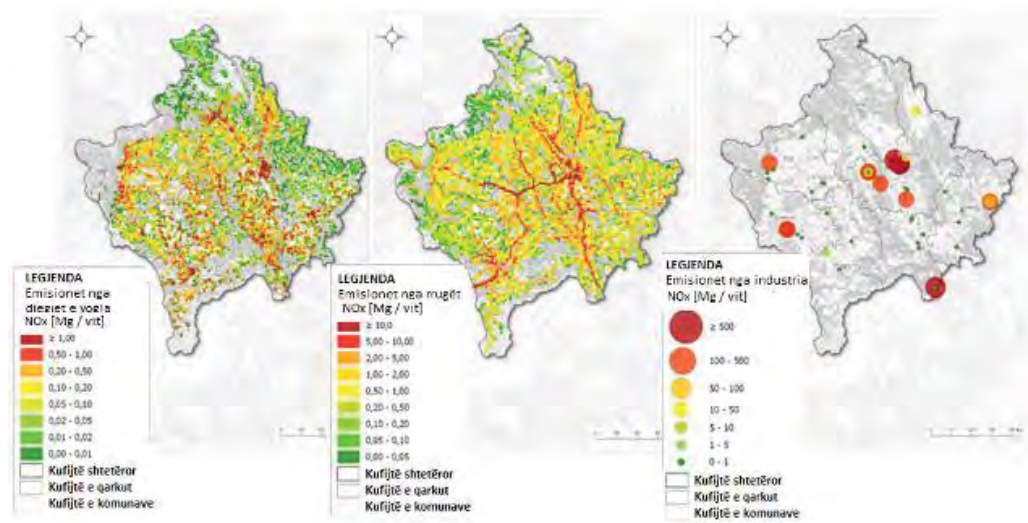 LEGJENDA
Emisionet nga
djegiet e vogla
NOx [Mg / vit]
≥ 1,00
0,50 - 1,00
0,20 - 0,50
0,10 - 0,20
0,05 - 0,10
0,02 - 0,05
0,01 - 0,02
0,00 - 0,01
Kufijtë shtetëror
Kufijtë e qarkut
Kufijtë e komunave
LEGJENDA
Emisionet nga rrugët
NOx [Mg / vit]
≥ 10,0
5,00 - 10,00
2,00 - 5,00
1,00 - 2,00
0,50 - 1,00
0,20 - 0,50
0,10 - 0,20
0,05 - 0,10
0,00 - 0,05
Kufijtë shtetëror
Kufijtë e qarkut
Kufijtë e komunave
LEGJENDA
Emisionet nga industria
NOx [Mg / vit]
≥ 500
100 - 500
50 - 100
10 - 50
5 - 10
1 - 5
0 - 1
Kufijtë shtetëror
Kufijtë e qarkut
Kufijtë e komunave